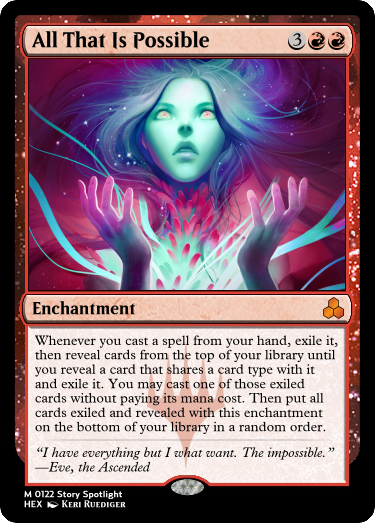 All That Is Possible 3
Enchantment
Whenever you cast a spell from your hand, exile it,
then reveal cards from the top of your library until
you reveal a card that shares a card type with it
and exile it. You may cast one of those exiled
cards without paying its mana cost. Then put all
cards exiled and revealed with this enchantment
on the bottom of your library in a random order.
“I have everything but I what want. The impossible.”
—Eve, the Ascended
M 0122 Story Spotlight
HEX Keri Ruediger